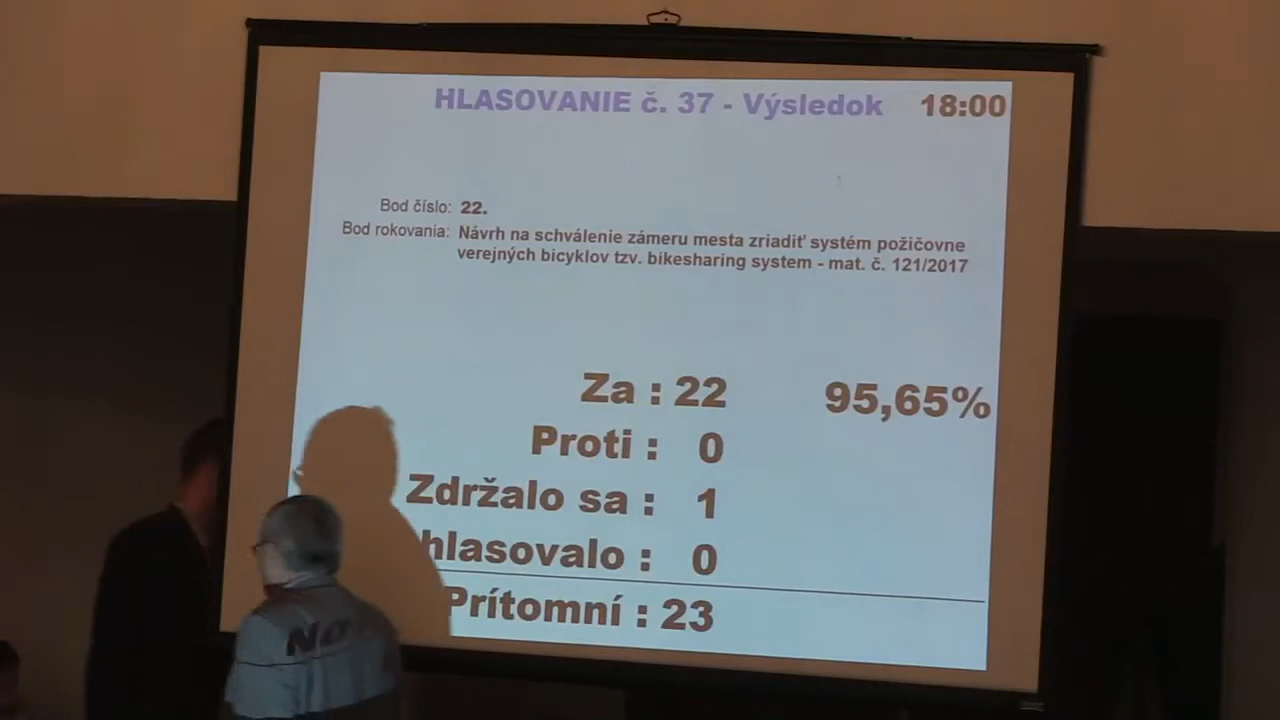 HLASOVANIE č. 37 - Výsledok 18:00
Bod číslo: 22.
Bod rokovania: Návrh na schválenie zámeru mesta zriadiť systém požičovne
verejných bicyklov tzv. bikesharing system - mat. č. 121/2017
Za : 22 95,65%
Proti : 0
Zdržalo sa : 1
hlasovalo : 0
Prítomní : 23